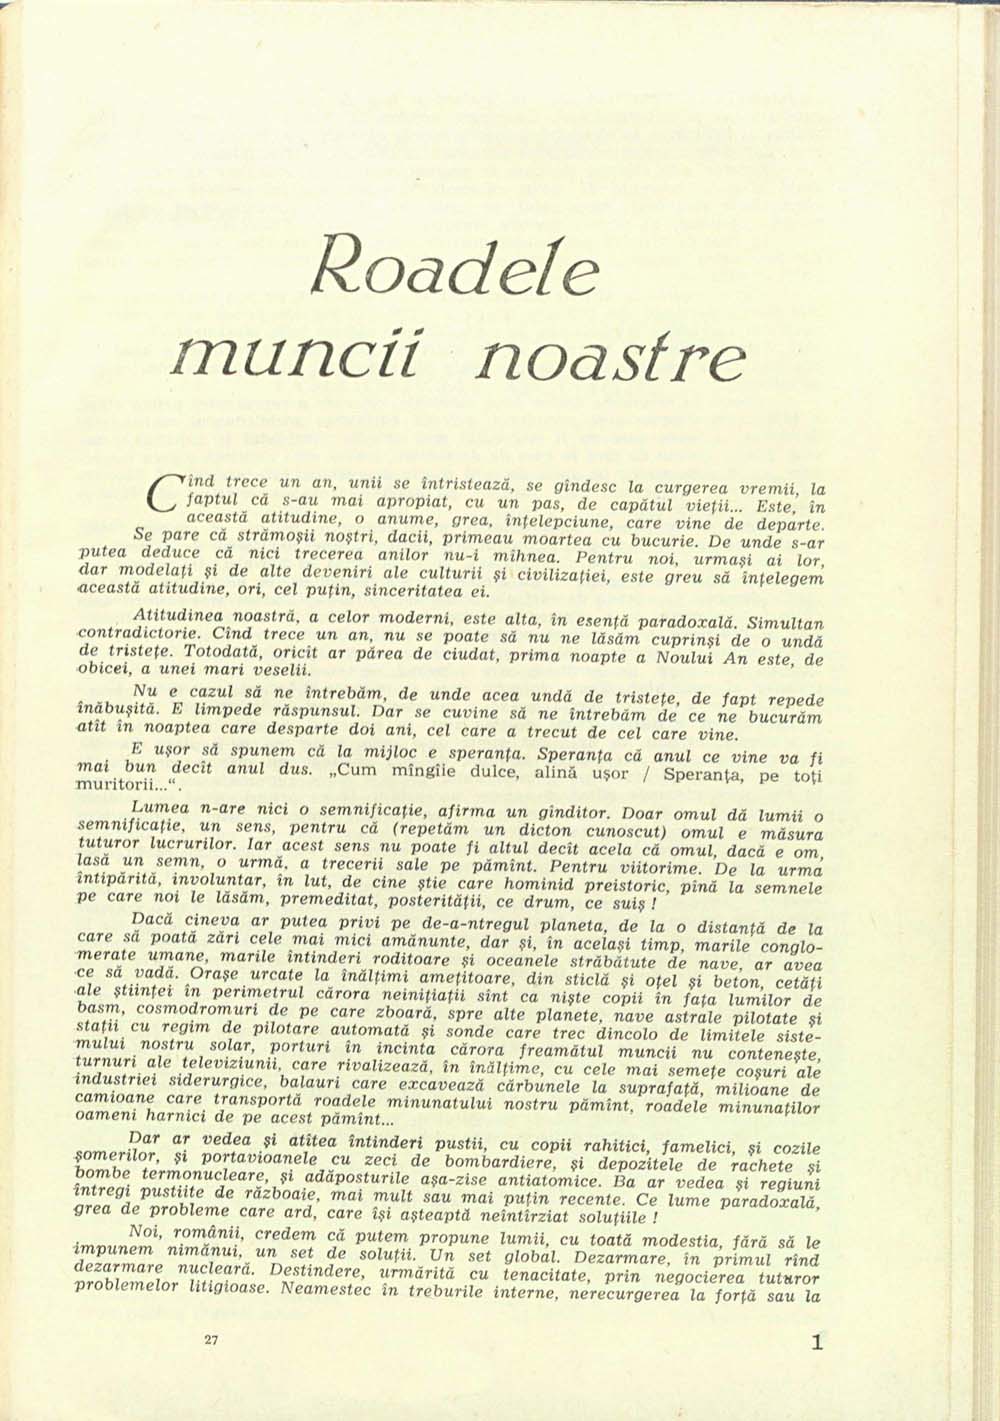 Roadele
muncii noastre
Cînd trece un an, unii se întristează, se gîndesc la curgerea vremii, la
faptul că s-au mai apropiat, cu un pas, de capătul vieții... Este, în
această atitudine, o anume, grea, înțelepciune, care vine de departe.
Se pare că strămoșii noștri, dacii, primeau moartea cu bucurie. De unde s-ar
putea deduce că nici trecerea anilor nu-i mîhnea. Pentru noi, urmași ai lor,
dar modelați și de alte deveniri ale culturii și civilizației, este greu să înțelegem
această atitudine, ori, cel puțin, sinceritatea ei.
Atitudinea noastră, a celor moderni, este alta, în esență paradoxală. Simultan
contradictorie. Cînd trece un an, nu se poate să nu ne lăsăm cuprinși de o undă
de tristețe. Totodată, oricît ar părea de ciudat, prima noapte a Noului An este, de
obicei, a unei mari veselii.
Nu e cazul să ne întrebăm, de unde acea undă de tristețe, de fapt repede
înăbușită. E limpede răspunsul. Dar se cuvine să ne întrebăm de ce ne bucurăm
atît în noaptea care desparte doi ani, cel care a trecut de cel care vine.
E ușor să spunem că la mijloc e speranța. Speranța că anul ce vine va fi
mai bun decît anul dus. „Cum mîngîie dulce, alină ușor / Speranța, pe toți
muritorii...“.
Lumea n-are nici o semnificație, afirma un gînditor. Doar omul dă lumii o
semnificație, un sens, pentru că (repetăm un dicton cunoscut) omul e măsura
tuturor lucrurilor. Iar acest sens nu poate fi altul decît acela că omul, dacă e om,
lasă un semn, o urmă, a trecerii sale pe pămînt. Pentru viitorime. De la urma
întipărită, involuntar, în lut, de cine știe care hominid preistoric, pînă la semnele
pe care noi le lăsăm, premeditat, posterității, ce drum, ce suiș !
Dacă cineva ar putea privi pe de-a-ntregul planeta, de la o distanță de la
care să poată zări cele mai mici amănunte, dar și, în același timp, marile conglo-
merate umane, marile întinderi roditoare și oceanele străbătute de nave, ar avea
ce să vadă. Orașe urcate la înălțimi amețitoare, din sticlă și oțel și beton, cetăți
ale științei în perimetrul cărora neinițiații sînt ca niște copii în fața lumilor de
basm, cosmodromuri de pe care zboară, spre alte planete, nave astrale pilotate și
stații cu regim de pilotare automată și sonde care trec dincolo de limitele siste-
mului nostru solar, porturi în incinta cărora freamătul muncii nu contenește,
turnuri ale televiziunii, care rivalizează, în înălțime, cu cele mai semețe coșuri ale
industriei siderurgice, balauri care excavează cărbunele la suprafață, milioane de
camioane care transportă roadele minunatului nostru pămînt, roadele minunaților
oameni harnici de pe acest pămînt...
Dar ar vedea și atîtea întinderi pustii, cu copii rahitici, famelici, și cozile
șomerilor, și portavioanele cu zeci de bombardiere, și depozitele de rachete și
bombe termonucleare, și adăposturile așa-zise antiatomice. Ba ar vedea și regiuni
întregi pustiite de războaie, mai mult sau mai puțin recente. Ce lume paradoxală,
grea de probleme care ard, care își așteaptă neîntîrziat soluțiile !
Noi, românii, credem că putem propune lumii, cu toată modestia, fără să le
impunem nimănui, un set de soluții. Un set global. Dezarmare, în primul rînd
dezarmare nucleară. Destindere, urmărită cu tenacitate, prin negocierea tuturor
problemelor litigioase. Neamestec în treburile interne, nerecurgerea la forță sau la
27 1